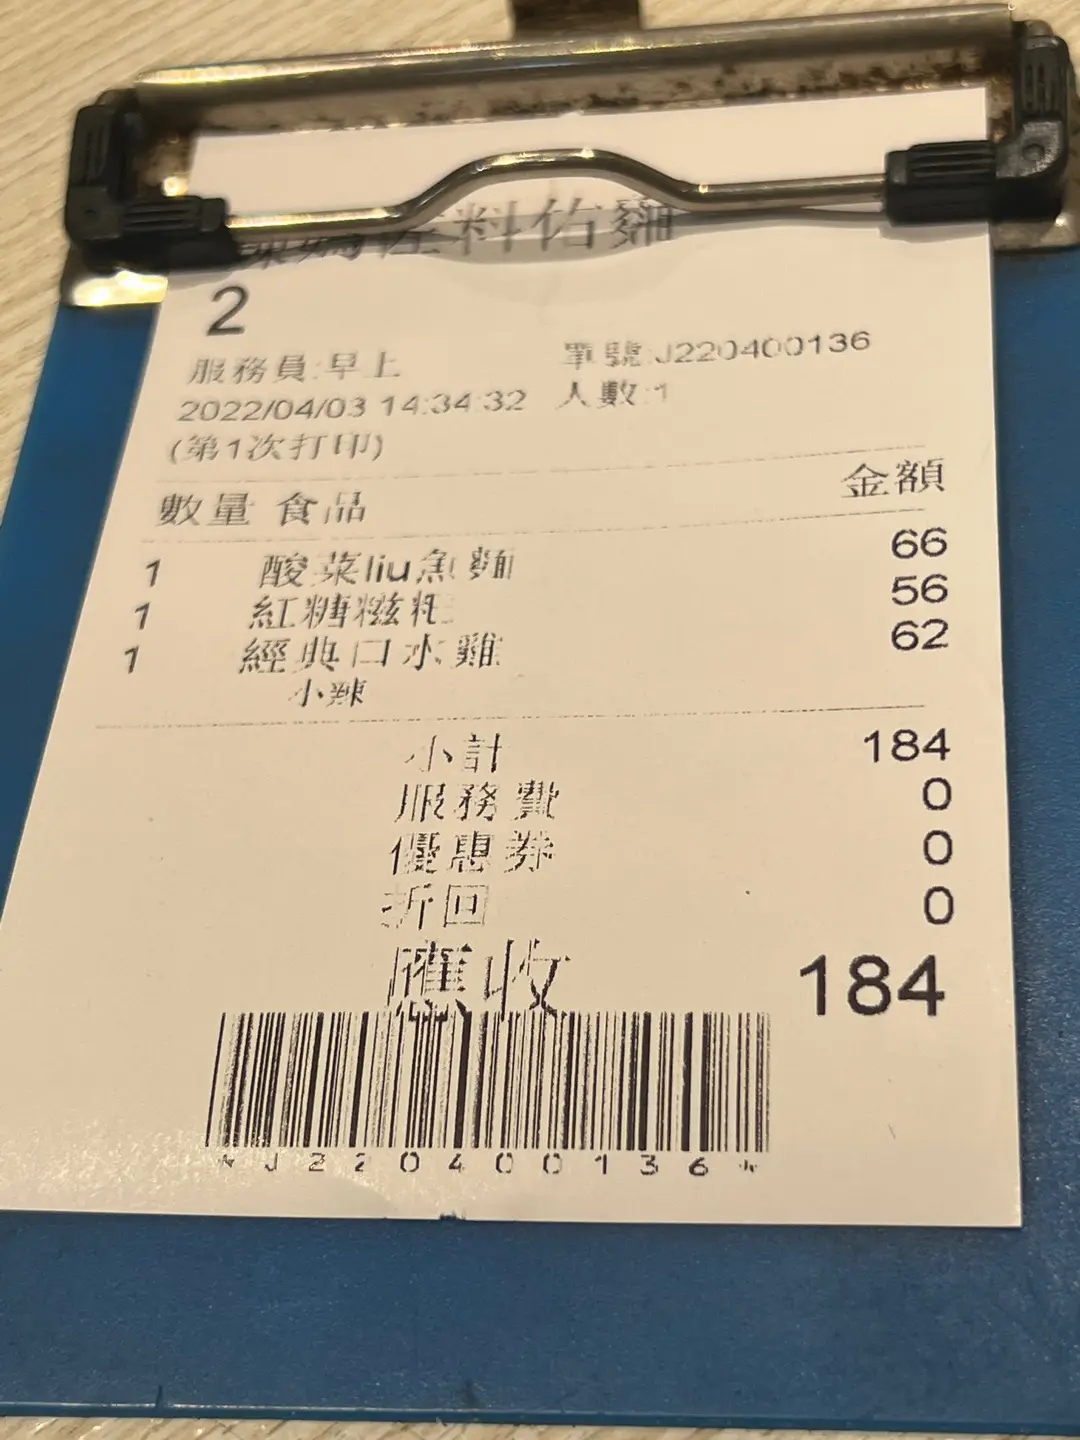 料佑麵
2
服務員:早上 單號:J220400136
2022/04/03 14:34:32 人數:1
(第1次打印)
數量 食品 金額
1 酸菜liu魚麵 66
1 紅糖糍粑 56
1 經典口水雞 62
小辣
小計 184
服務費 0
優惠券 0
折回 0
應收 184
*J220400136*